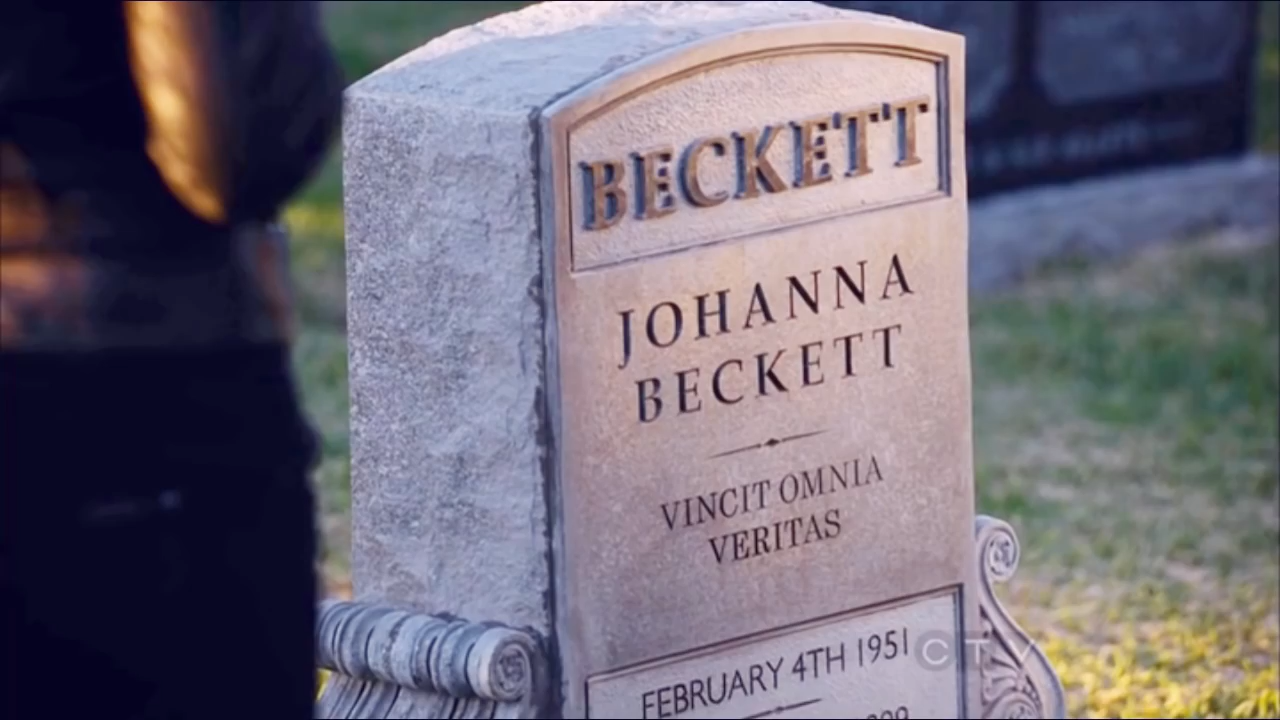 BECKETT
JOHANNA
BECKETT
VINCIT OMNIA
VERITAS
FEBRUARY 4TH 1951
CTV